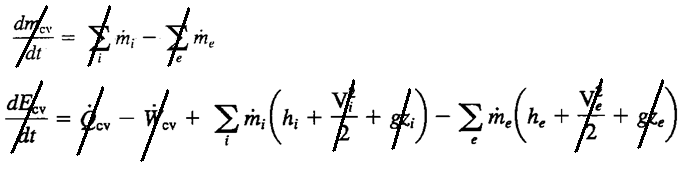 dm_cv/dt = Σ_i ṁ_i − Σ_e ṁ_e
dE_cv/dt = Q̇_cv − Ẇ_cv + Σ_i ṁ_i(h_i + V_i²/2 + gz_i) − Σ_e ṁ_e(h_e + V_e²/2 + gz_e)